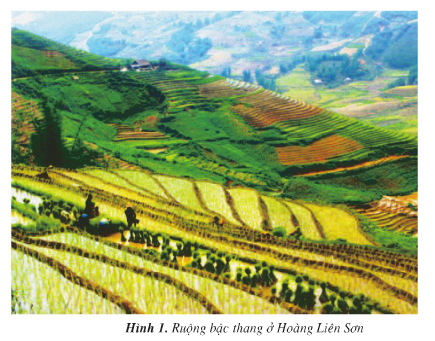 Hình 1. Ruộng bậc thang ở Hoàng Liên Sơn